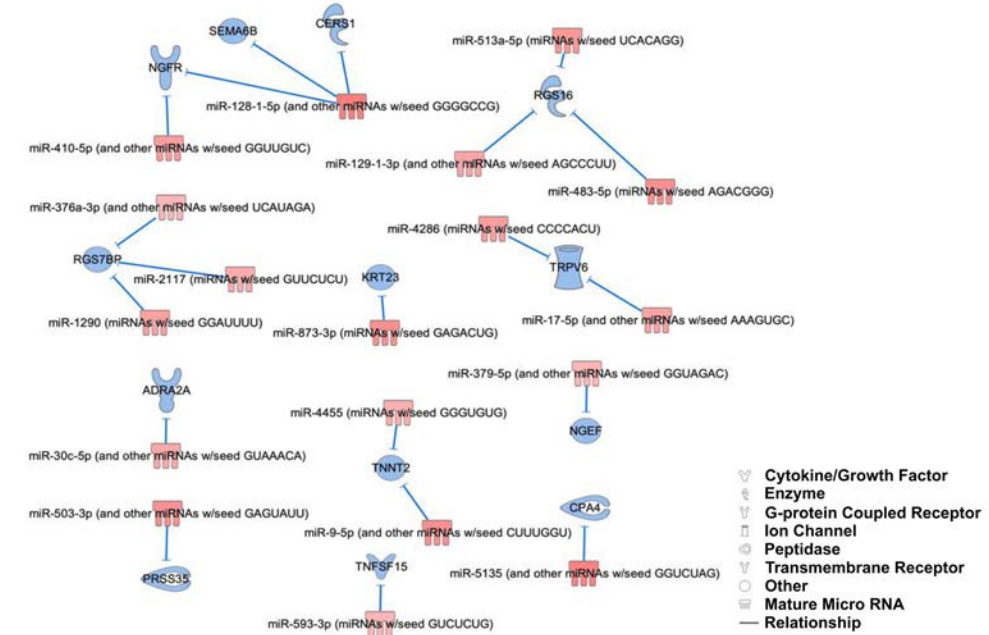 CERS1
SEMA6B
miR-513a-5p (miRNAs w/seed UCACAGG)
NGFR
RGS16
miR-128-1-5p (and other miRNAs w/seed GGGGCCG)
miR-410-5p (and other miRNAs w/seed GGUUGUC)
miR-129-1-3p (and other miRNAs w/seed AGCCCUU)
miR-483-5p (miRNAs w/seed AGACGGG)
miR-376a-3p (and other miRNAs w/seed UCAUAGA)
miR-4286 (miRNAs w/seed CCCCACU)
RGS7BP
TRPV6
miR-2117 (miRNAs w/seed GUUCUCU)
KRT23
miR-1290 (miRNAs w/seed GGAUUUU)
miR-17-5p (and other miRNAs w/seed AAAGUGC)
miR-873-3p (miRNAs w/seed GAGACUG)
miR-379-5p (and other miRNAs w/seed GGUAGAC)
ADRA2A
miR-4455 (miRNAs w/seed GGGUGUG)
NGEF
miR-30c-5p (and other miRNAs w/seed GUAAACA)
TNNT2
miR-503-3p (and other miRNAs w/seed GAGUAUU)
CPA4
miR-9-5p (and other miRNAs w/seed CUUUGGU)
TNFSF15
miR-5135 (and other miRNAs w/seed GGUCUAG)
PRSS35
miR-593-3p (miRNAs w/seed GUCUCUG)
Cytokine/Growth Factor
Enzyme
G-protein Coupled Receptor
Ion Channel
Peptidase
Transmembrane Receptor
Other
Mature Micro RNA
Relationship